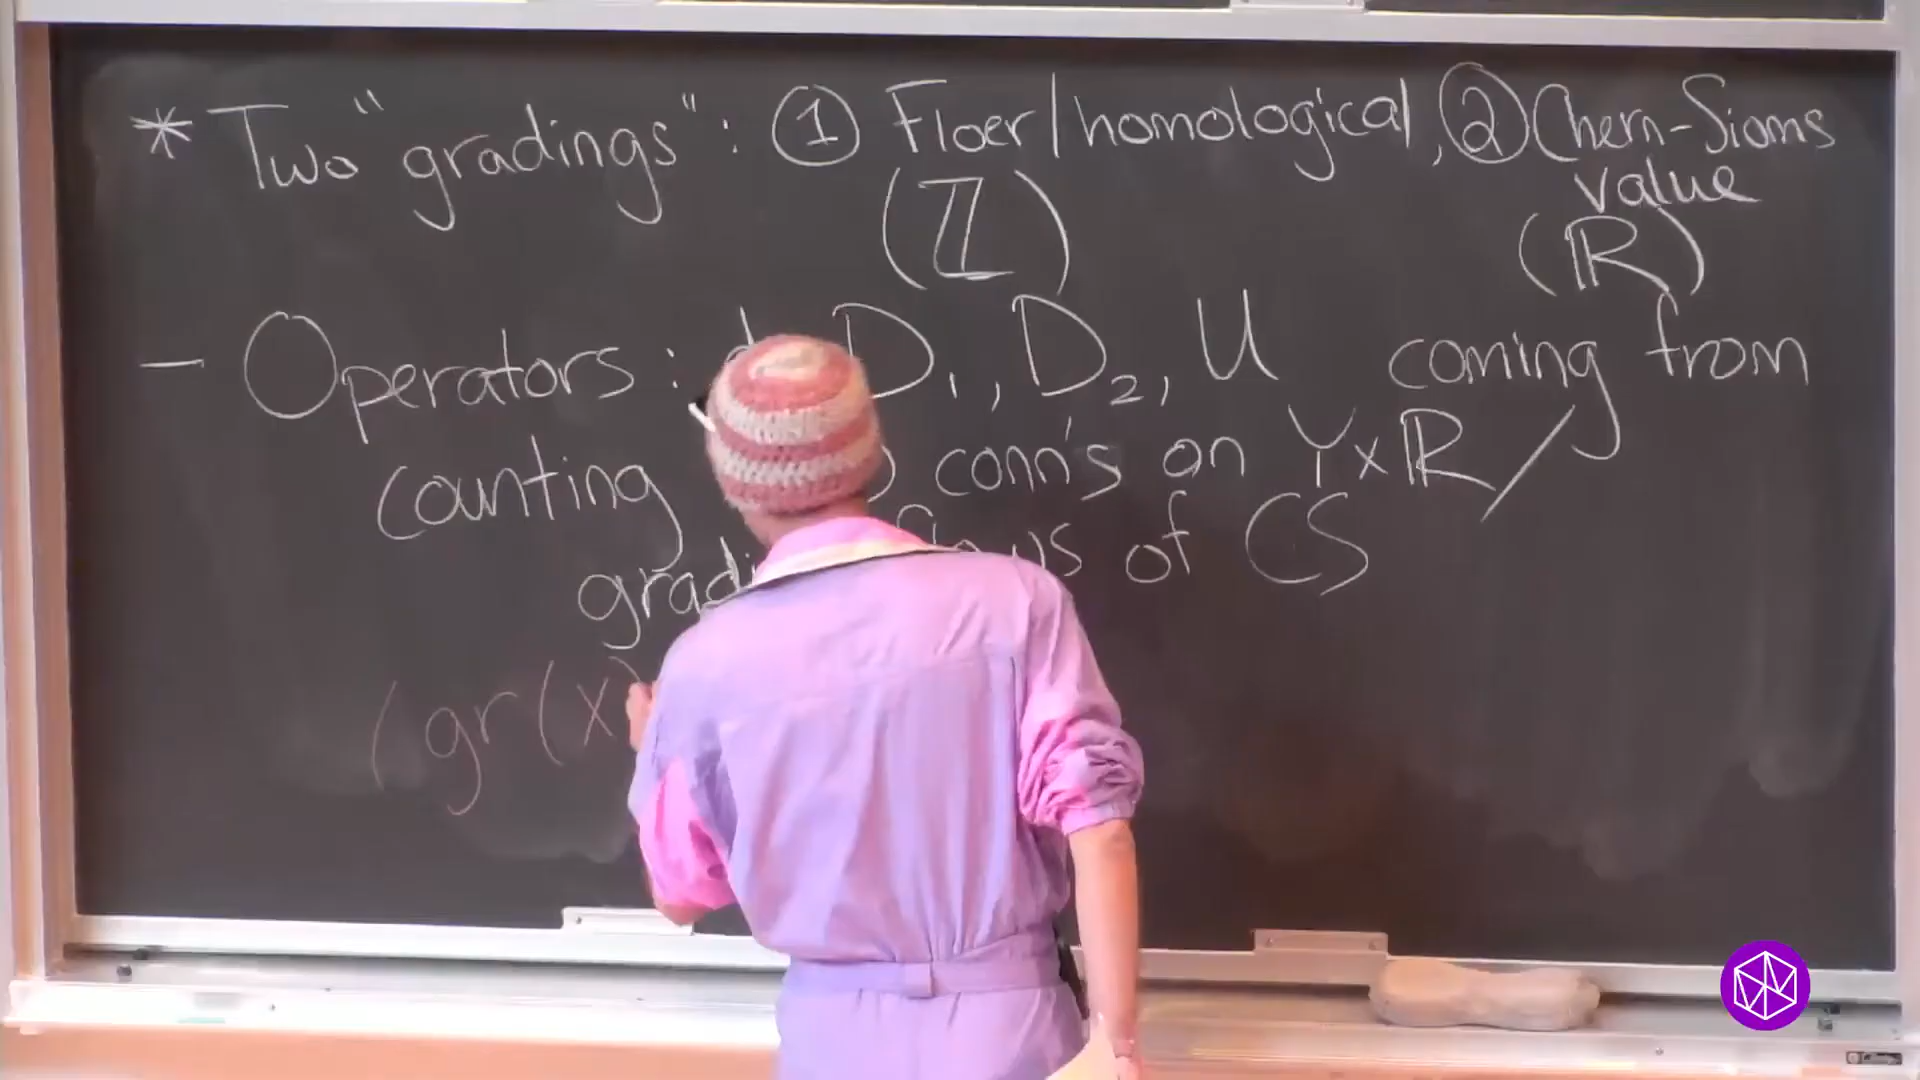 * Two "gradings": ① Floer/homological, ② Chern-Sioms
value
(ℤ) (ℝ)
- Operators: D₁, D₂, U coming from
counting conn's on Y×ℝ /
of CS
(gr(x)